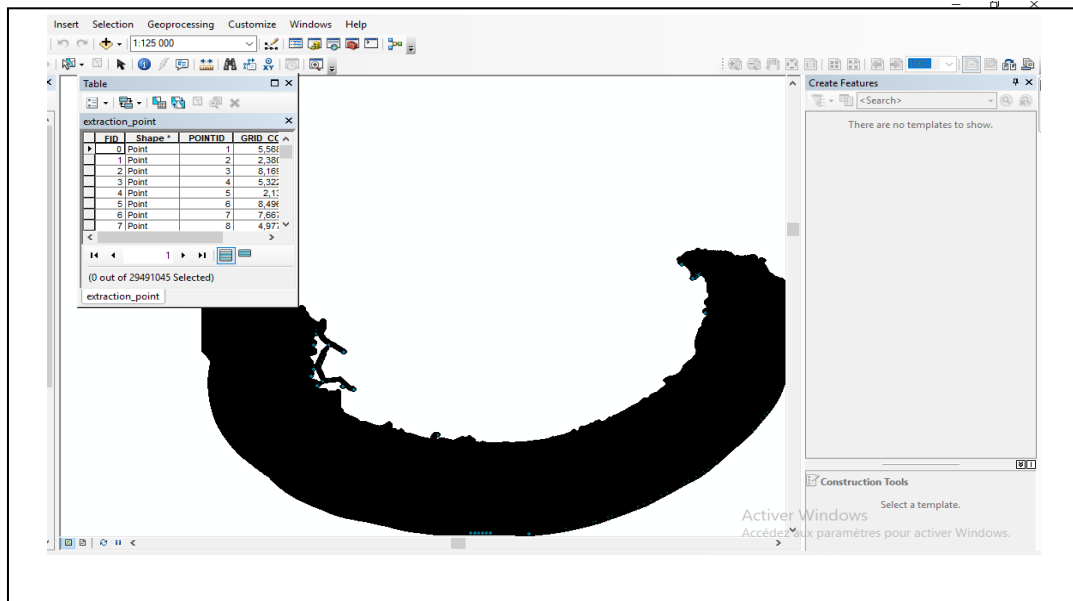 Insert Selection Geoprocessing Customize Windows Help
1:125 000
Table
extraction_point
FID Shape * POINTID GRID_CO
0 Point 1 5,568
1 Point 2 2,380
2 Point 3 8,169
3 Point 4 5,322
4 Point 5 2,13
5 Point 6 8,496
6 Point 7 7,667
7 Point 8 4,977
1
(0 out of 29491045 Selected)
extraction_point
Create Features
<Search>
There are no templates to show.
Construction Tools
Select a template.
Activer Windows
Accédez aux paramètres pour activer Windows.